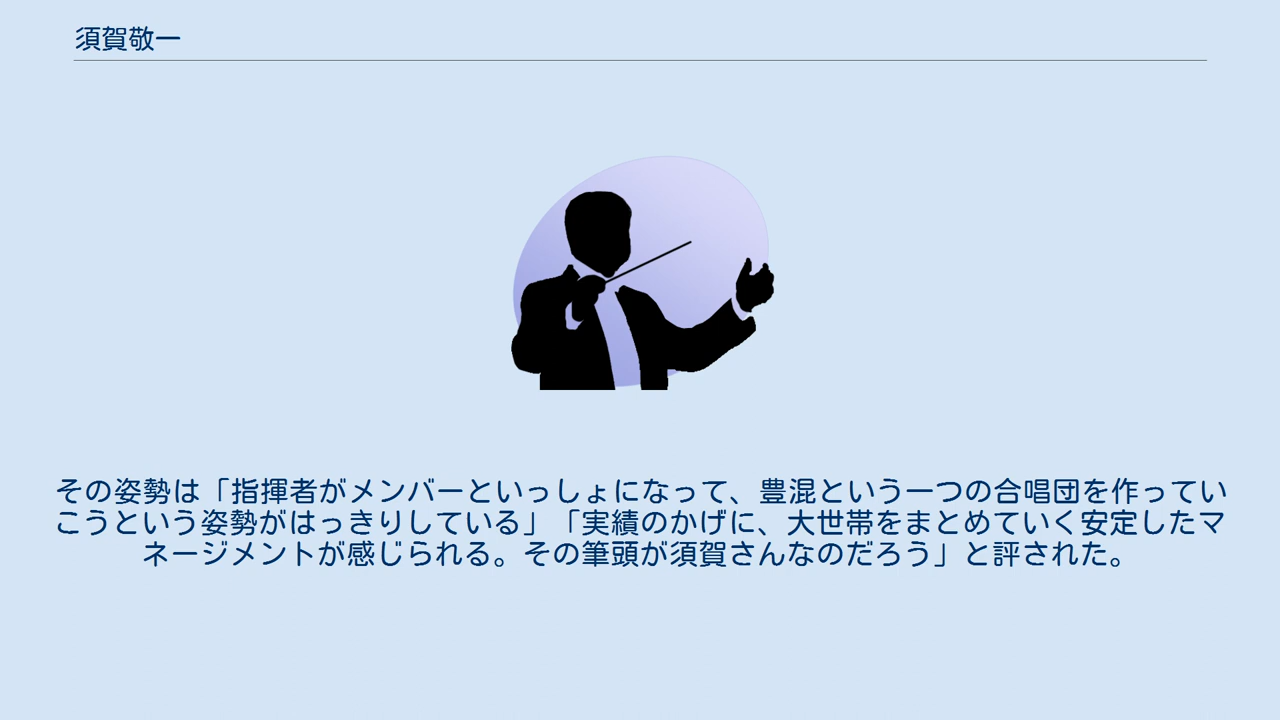 須賀敬一
その姿勢は「指揮者がメンバーといっしょになって、豊混という一つの合唱団を作ってい
こうという姿勢がはっきりしている」「実績のかげに、大世帯をまとめていく安定したマ
ネージメントが感じられる。その筆頭が須賀さんなのだろう」と評された。